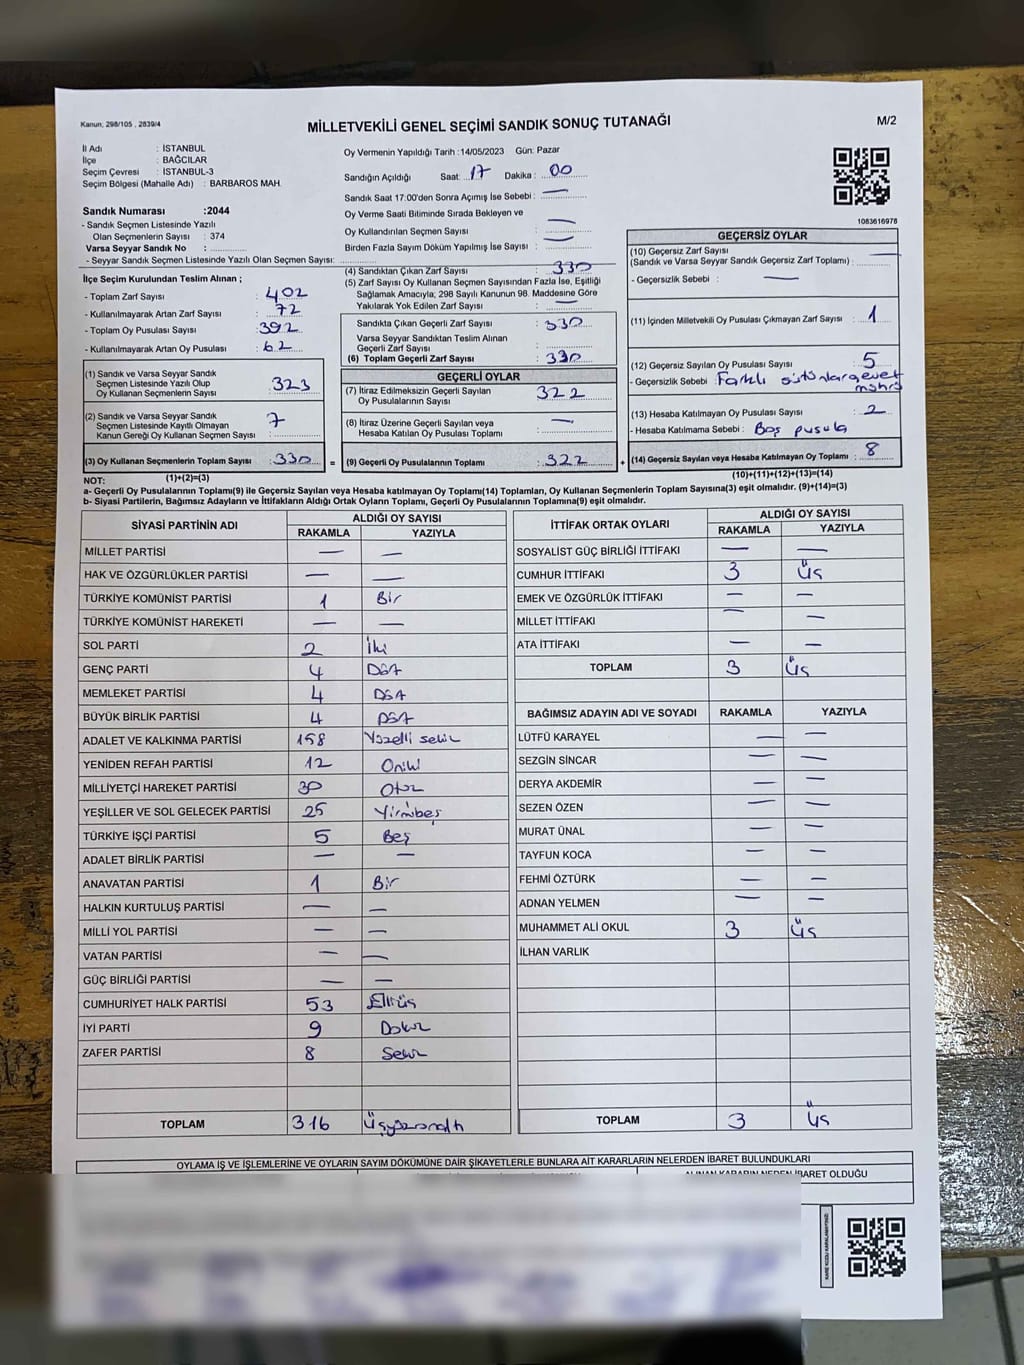 Kanun; 298/105 , 2839/4
MİLLETVEKİLİ GENEL SEÇİMİ SANDIK SONUÇ TUTANAĞI
M/2
İl Adı : İSTANBUL
İlçe : BAĞCILAR
Seçim Çevresi : İSTANBUL-3
Seçim Bölgesi (Mahalle Adı) : BARBAROS MAH.
Sandık Numarası :2044
- Sandık Seçmen Listesinde Yazılı
Olan Seçmenlerin Sayısı : 374
Varsa Seyyar Sandık No :
- Seyyar Sandık Seçmen Listesinde Yazılı Olan Seçmen Sayısı:
Oy Vermenin Yapıldığı Tarih :14/05/2023 Gün: Pazar
Sandığın Açıldığı Saat: 17 Dakika : 00
Sandık Saat 17:00'den Sonra Açılmış İse Sebebi : —
Oy Verme Saati Bitiminde Sırada Bekleyen ve
Oy Kullandırılan Seçmen Sayısı : —
Birden Fazla Sayım Döküm Yapılmış İse Sayısı : —
1083616978
İlçe Seçim Kurulundan Teslim Alınan ;
- Toplam Zarf Sayısı : 402
- Kullanılmayarak Artan Zarf Sayısı : 72
- Toplam Oy Pusulası Sayısı : 392
- Kullanılmayarak Artan Oy Pusulası : 62
(1) Sandık ve Varsa Seyyar Sandık
Seçmen Listesinde Yazılı Olup
Oy Kullanan Seçmenlerin Sayısı : 323
(2) Sandık ve Varsa Seyyar Sandık
Seçmen Listesinde Kayıtlı Olmayan
Kanun Gereği Oy Kullanan Seçmen Sayısı : 7
(3) Oy Kullanan Seçmenlerin Toplam Sayısı : 330
(4) Sandıktan Çıkan Zarf Sayısı : 330
(5) Zarf Sayısı Oy Kullanan Seçmen Sayısından Fazla İse, Eşitliği
Sağlamak Amacıyla; 298 Sayılı Kanunun 98. Maddesine Göre
Yakılarak Yok Edilen Zarf Sayısı : —
Sandıkta Çıkan Geçerli Zarf Sayısı : 330
Varsa Seyyar Sandıktan Teslim Alınan
Geçerli Zarf Sayısı :
(6) Toplam Geçerli Zarf Sayısı : 330
GEÇERLİ OYLAR
(7) İtiraz Edilmeksizin Geçerli Sayılan
Oy Pusulalarının Sayısı : 322
(8) İtiraz Üzerine Geçerli Sayılan veya
Hesaba Katılan Oy Pusulaları Toplamı : —
= (9) Geçerli Oy Pusulalarının Toplamı : 322 +
GEÇERSİZ OYLAR
(10) Geçersiz Zarf Sayısı
(Sandık ve Varsa Seyyar Sandık Geçersiz Zarf Toplamı) : —
- Geçersizlik Sebebi : —
(11) İçinden Milletvekili Oy Pusulası Çıkmayan Zarf Sayısı : 1
(12) Geçersiz Sayılan Oy Pusulası Sayısı : 5
- Geçersizlik Sebebi : Farklı sütunlara evet
mührü
(13) Hesaba Katılmayan Oy Pusulası Sayısı : 2
- Hesaba Katılmama Sebebi : Boş pusula
(14) Geçersiz Sayılan veya Hesaba Katılmayan Oy Toplamı : 8
NOT: (1)+(2)=(3)
(10)+(11)+(12)+(13)=(14)
a- Geçerli Oy Pusulalarının Toplamı(9) ile Geçersiz Sayılan veya Hesaba katılmayan Oy Toplamı(14) Toplamları, Oy Kullanan Seçmenlerin Toplam Sayısına(3) eşit olmalıdır. (9)+(14)=(3)
b- Siyasi Partilerin, Bağımsız Adayların ve İttifakların Aldığı Ortak Oyların Toplamı, Geçerli Oy Pusulalarının Toplamına(9) eşit olmalıdır.
SİYASİ PARTİNİN ADI ALDIĞI OY SAYISI
RAKAMLA YAZIYLA
MİLLET PARTİSİ — —
HAK VE ÖZGÜRLÜKLER PARTİSİ — —
TÜRKİYE KOMÜNİST PARTİSİ 1 Bir
TÜRKİYE KOMÜNİST HAREKETİ — —
SOL PARTİ 2 İki
GENÇ PARTİ 4 Dört
MEMLEKET PARTİSİ 4 Dört
BÜYÜK BİRLİK PARTİSİ 4 Dört
ADALET VE KALKINMA PARTİSİ 158 Yüzelli sekiz
YENİDEN REFAH PARTİSİ 12 Oniki
MİLLİYETÇİ HAREKET PARTİSİ 30 Otuz
YEŞİLLER VE SOL GELECEK PARTİSİ 25 Yirmibeş
TÜRKİYE İŞÇİ PARTİSİ 5 Beş
ADALET BİRLİK PARTİSİ — —
ANAVATAN PARTİSİ 1 Bir
HALKIN KURTULUŞ PARTİSİ — —
MİLLİ YOL PARTİSİ — —
VATAN PARTİSİ — —
GÜÇ BİRLİĞİ PARTİSİ — —
CUMHURİYET HALK PARTİSİ 53 Elliüç
İYİ PARTİ 9 Dokuz
ZAFER PARTİSİ 8 Sekiz
TOPLAM 316 Üçyüzonaltı
İTTİFAK ORTAK OYLARI ALDIĞI OY SAYISI
RAKAMLA YAZIYLA
SOSYALİST GÜÇ BİRLİĞİ İTTİFAKI — —
CUMHUR İTTİFAKI 3 Üç
EMEK VE ÖZGÜRLÜK İTTİFAKI — —
MİLLET İTTİFAKI — —
ATA İTTİFAKI — —
TOPLAM 3 Üç
BAĞIMSIZ ADAYIN ADI VE SOYADI RAKAMLA YAZIYLA
LÜTFÜ KARAYEL — —
SEZGİN SİNCAR — —
DERYA AKDEMİR — —
SEZEN ÖZEN — —
MURAT ÜNAL — —
TAYFUN KOCA — —
FEHMİ ÖZTÜRK — —
ADNAN YELMEN — —
MUHAMMET ALİ OKUL 3 Üç
İLHAN VARLIK
TOPLAM 3 Üç
OYLAMA İŞ VE İŞLEMLERİNE VE OYLARIN SAYIM DÖKÜMÜNE DAİR ŞİKAYETLERLE BUNLARA AİT KARARLARIN NELERDEN İBARET BULUNDUKLARI
ALINAN KARARIN NEDEN İBARET OLDUĞU
KARE KODU KARALAMAYINIZ!